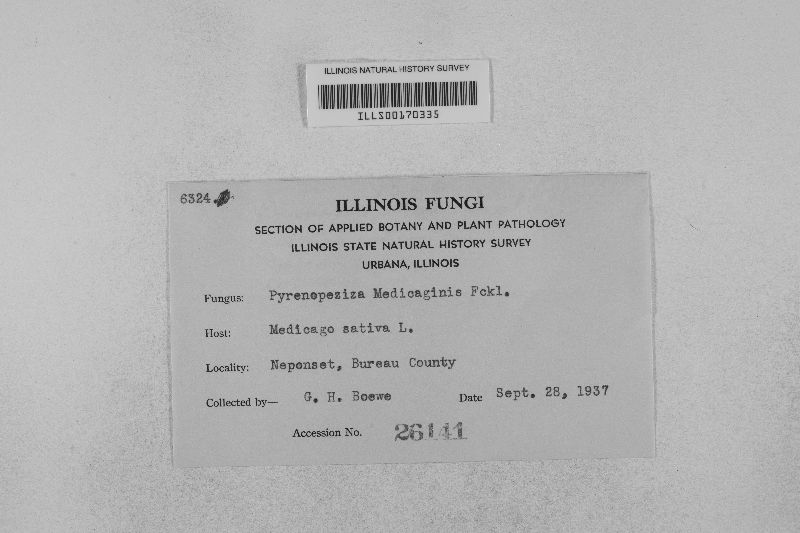 ILLINOIS NATURAL HISTORY SURVEY
ILLS00170335
6324
ILLINOIS FUNGI
SECTION OF APPLIED BOTANY AND PLANT PATHOLOGY
ILLINOIS STATE NATURAL HISTORY SURVEY
URBANA, ILLINOIS
Fungus: Pyrenopeziza Medicaginis Fckl.
Host: Medicago sativa L.
Locality: Neponset, Bureau County
Collected by— G. H. Boewe Date Sept. 28, 1937
Accession No. 26141